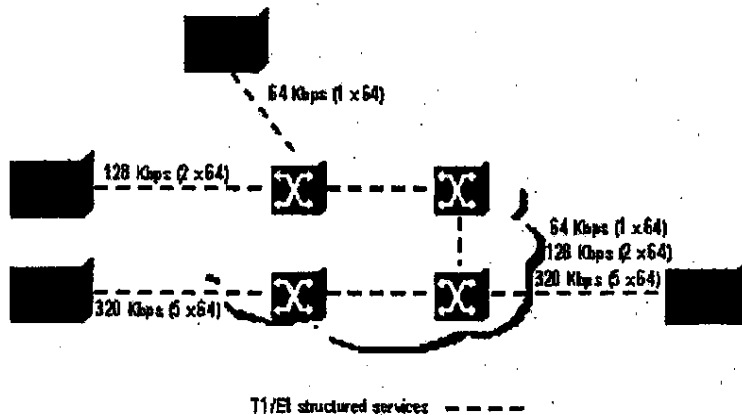 64 Kbps (1 x 64)
128 Kbps (2 x 64)
64 Kbps (1 x 64)
128 Kbps (2 x 64)
320 Kbps (5 x 64)
320 Kbps (5 x 64)
T1/E1 structured services